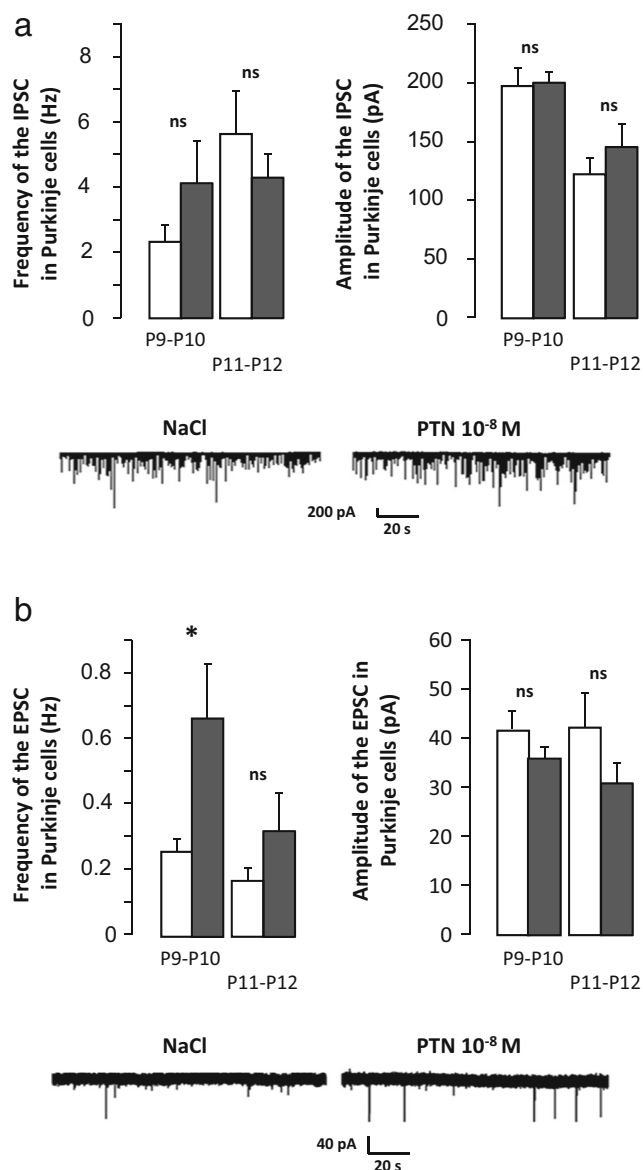 a
Frequency of the IPSC
in Purkinje cells (Hz)
8
6
4
2
0
ns
ns
P9-P10
P11-P12
Amplitude of the IPSC
in Purkinje cells (pA)
250
200
150
100
50
0
ns
ns
P9-P10
P11-P12
NaCl
PTN 10⁻⁸ M
200 pA
20 s
b
Frequency of the EPSC
in Purkinje cells (Hz)
0.8
0.6
0.4
0.2
0
*
ns
P9-P10
P11-P12
Amplitude of the EPSC in
Purkinje cells (pA)
60
50
40
30
20
10
0
ns
ns
P9-P10
P11-P12
NaCl
PTN 10⁻⁸ M
40 pA
20 s